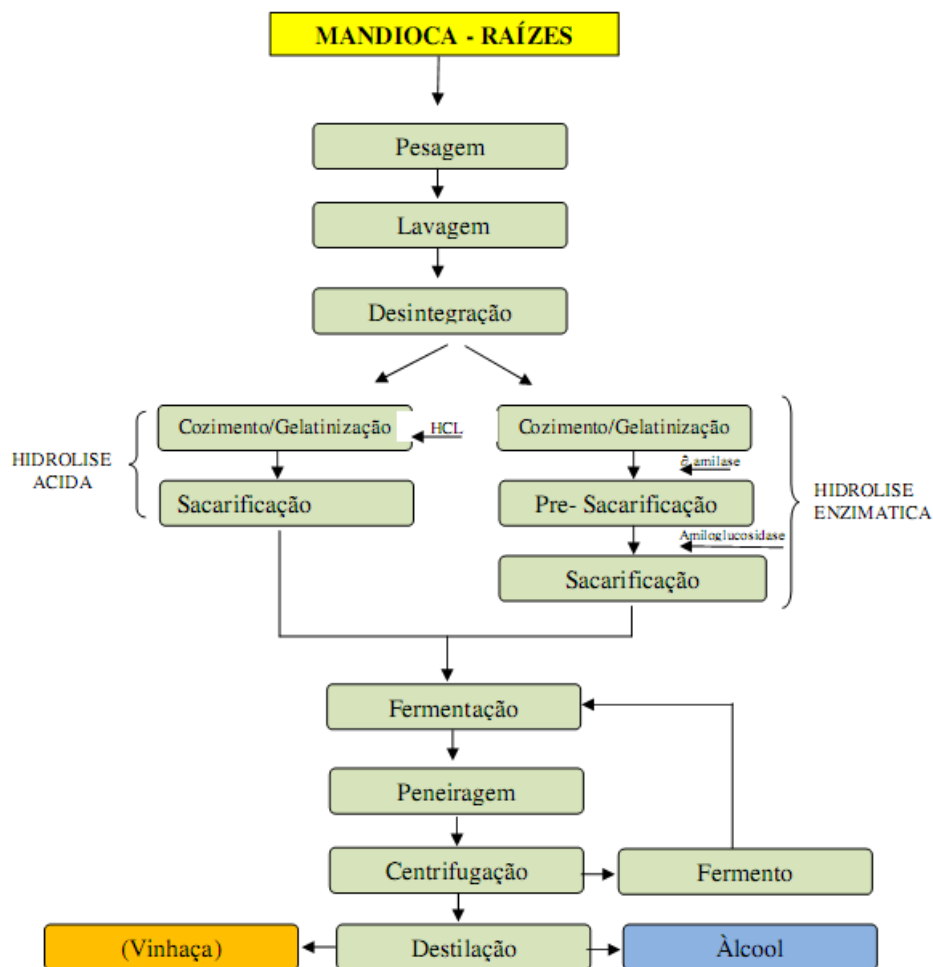 MANDIOCA - RAÍZES
Pesagem
Lavagem
Desintegração
Cozimento/Gelatinização
HCL
Cozimento/Gelatinização
HIDROLISE
ACIDA
Sacarificação
amilase
Pre- Sacarificação
HIDROLISE
ENZIMATICA
Amiloglucosidase
Sacarificação
Fermentação
Peneiragem
Centrifugação
Fermento
(Vinhaça)
Destilação
Àlcool